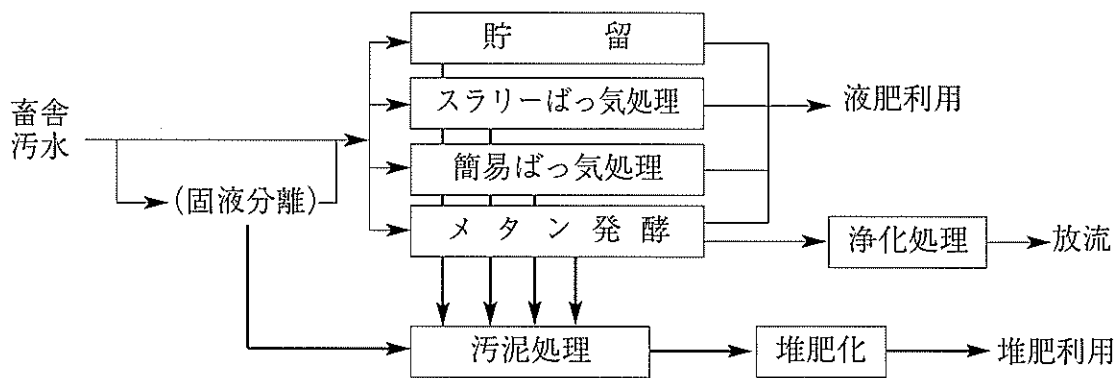 貯留
スラリーばっ気処理
液肥利用
畜舎
汚水
簡易ばっ気処理
(固液分離)
メタン発酵
浄化処理
放流
汚泥処理
堆肥化
堆肥利用